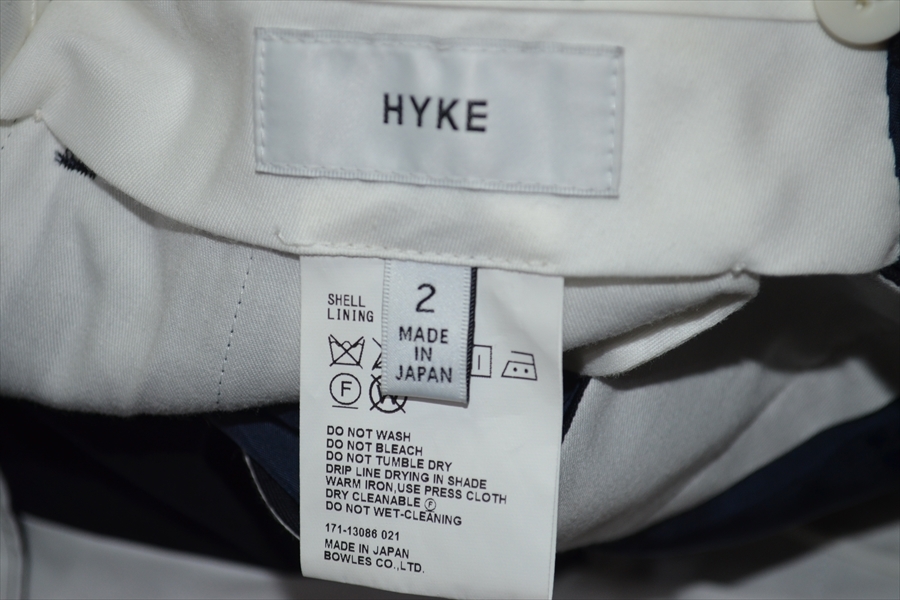 HYKE
2
MADE
IN
JAPAN
SHELL
LINING
F
W
DO NOT WASH
DO NOT BLEACH
DO NOT TUMBLE DRY
DRIP LINE DRYING IN SHADE
WARM IRON,USE PRESS CLOTH
DRY CLEANABLE Ⓕ
DO NOT WET-CLEANING
171-13086 021
MADE IN JAPAN
BOWLES CO.,LTD.